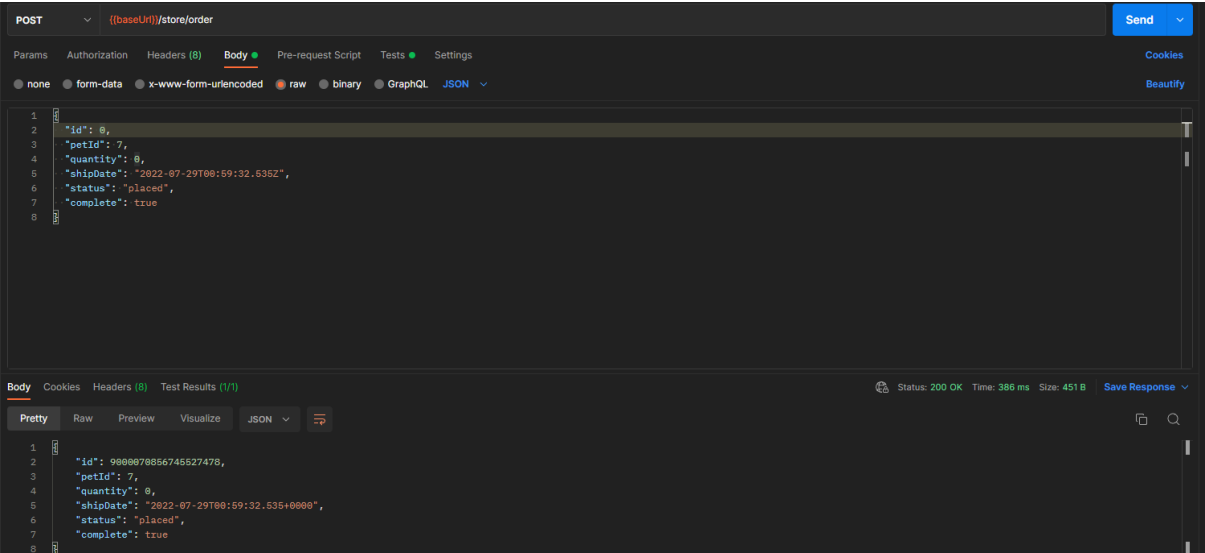 POST {{baseUrl}}/store/order Send
Params Authorization Headers (8) Body Pre-request Script Tests Settings Cookies
none form-data x-www-form-urlencoded raw binary GraphQL JSON Beautify
1 {
2 "id": 0,
3 "petId": 7,
4 "quantity": 0,
5 "shipDate": "2022-07-29T00:59:32.535Z",
6 "status": "placed",
7 "complete": true
8 }
Body Cookies Headers (8) Test Results (1/1) Status: 200 OK Time: 386 ms Size: 451 B Save Response
Pretty Raw Preview Visualize JSON
1 {
2 "id": 9000070856745527478,
3 "petId": 7,
4 "quantity": 0,
5 "shipDate": "2022-07-29T00:59:32.535+0000",
6 "status": "placed",
7 "complete": true
8 }